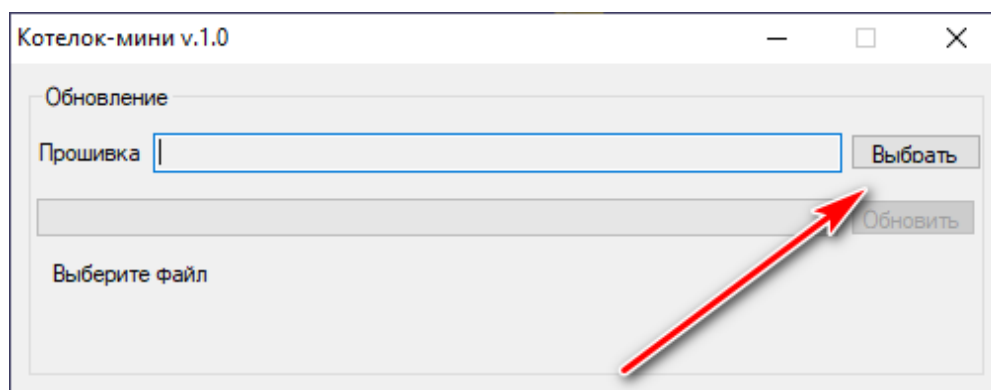 Котелок-мини v.1.0
Обновление
Прошивка Выбрать
Обновить
Выберите файл